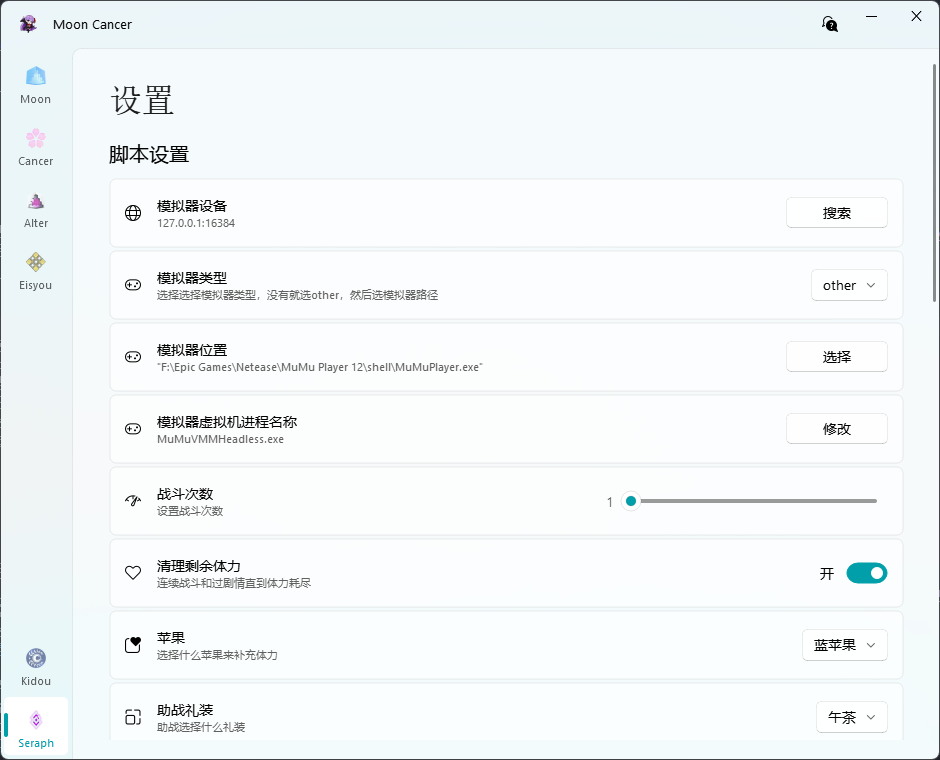 Moon Cancer
Moon
Cancer
Alter
Eisyou
Kidou
Seraph
设置
脚本设置
模拟器设备
127.0.0.1:16384
搜索
模拟器类型
选择选择模拟器类型，没有就选other，然后选模拟器路径
other
模拟器位置
"F:\Epic Games\Netease\MuMu Player 12\shell\MuMuPlayer.exe"
选择
模拟器虚拟机进程名称
MuMuVMMHeadless.exe
修改
战斗次数
设置战斗次数
1
清理剩余体力
连续战斗和过剧情直到体力耗尽
开
苹果
选择什么苹果来补充体力
蓝苹果
助战礼装
助战选择什么礼装
午茶